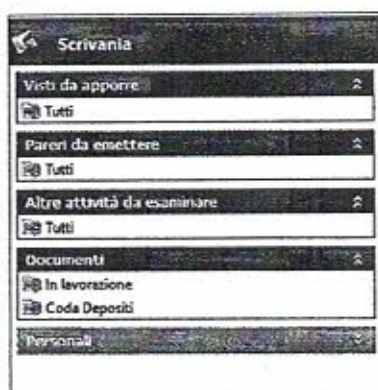 Scrivania
Visti da apporre
Tutti
Pareri da emettere
Tutti
Altre attività da esaminare
Tutti
Documenti
In lavorazione
Coda Depositi
Personali